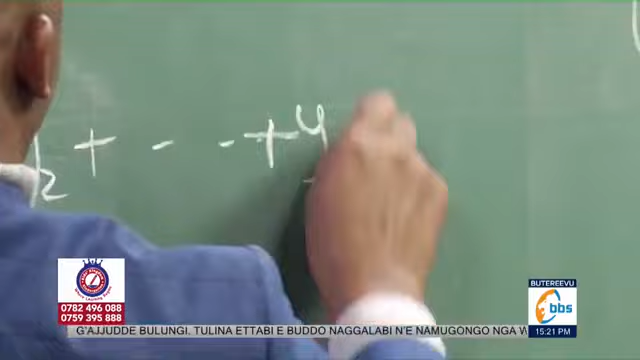 2 + - - + y
0782 496 088
0759 395 888
BUTEREEVU
bbs
15:21 PM
G'AJJUDDE BULUNGI. TULINA ETTABI E BUDDO NAGGALABI N'E NAMUGONGO NGA W